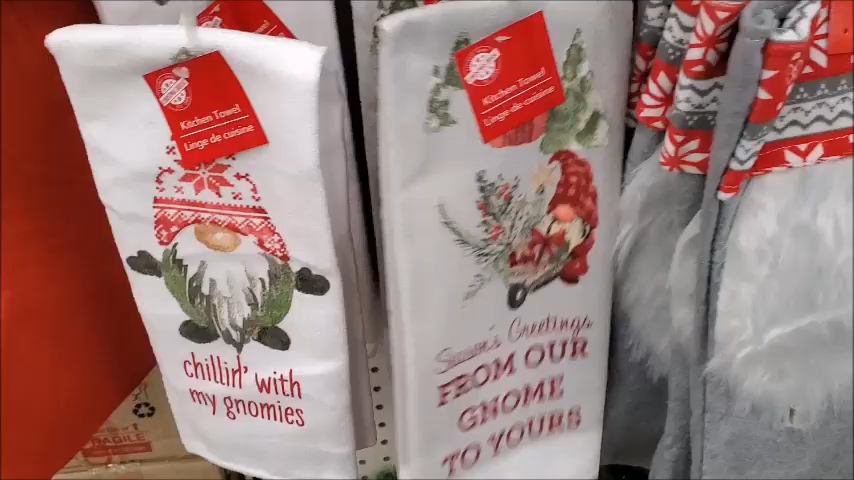 Kitchen Towel
Linge de cuisine
chillin' with
my gnomies
Kitchen Towel
Linge de cuisine
Season's Greetings
FROM OUR
GNOME
TO YOURS
FRAGILE